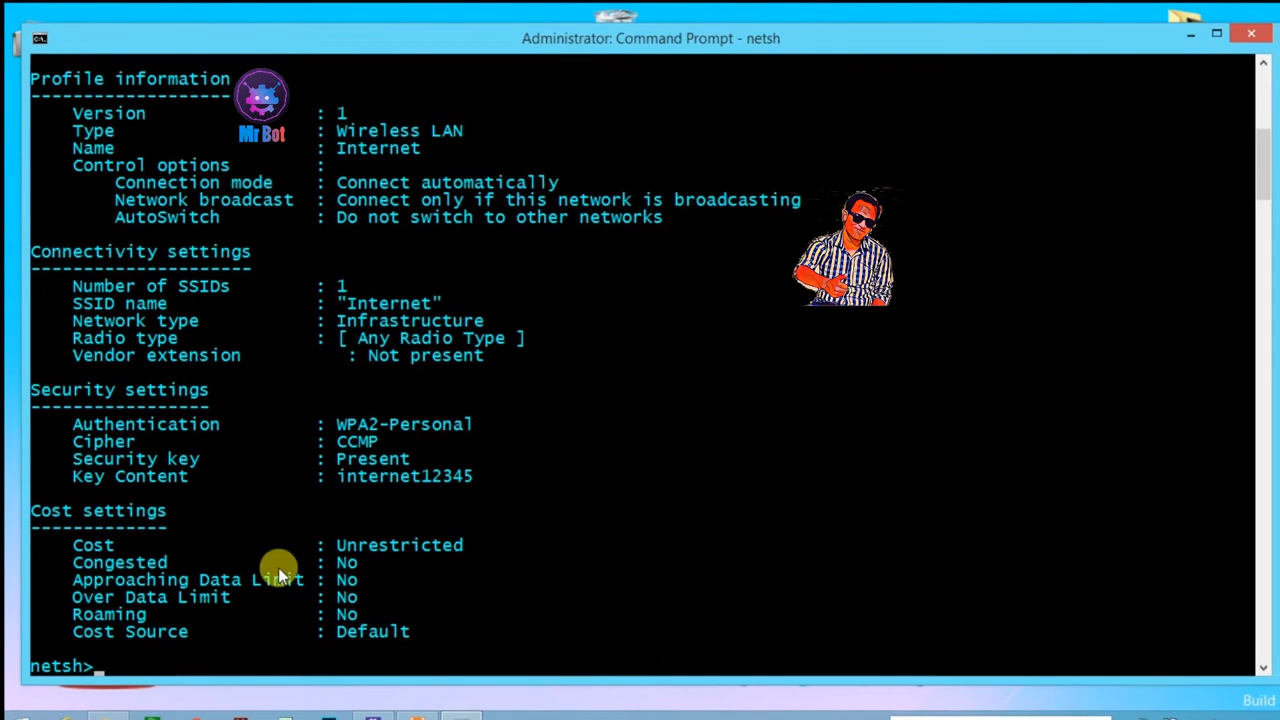 Administrator: Command Prompt - netsh
Profile information
-------------------
Version : 1
Type : Wireless LAN
Name : Internet
Control options :
Connection mode : Connect automatically
Network broadcast : Connect only if this network is broadcasting
AutoSwitch : Do not switch to other networks
Mr Bot
Connectivity settings
---------------------
Number of SSIDs : 1
SSID name : "Internet"
Network type : Infrastructure
Radio type : [ Any Radio Type ]
Vendor extension : Not present
Security settings
-----------------
Authentication : WPA2-Personal
Cipher : CCMP
Security key : Present
Key Content : internet12345
Cost settings
-------------
Cost : Unrestricted
Congested : No
Approaching Data Limit : No
Over Data Limit : No
Roaming : No
Cost Source : Default
netsh>_
Build